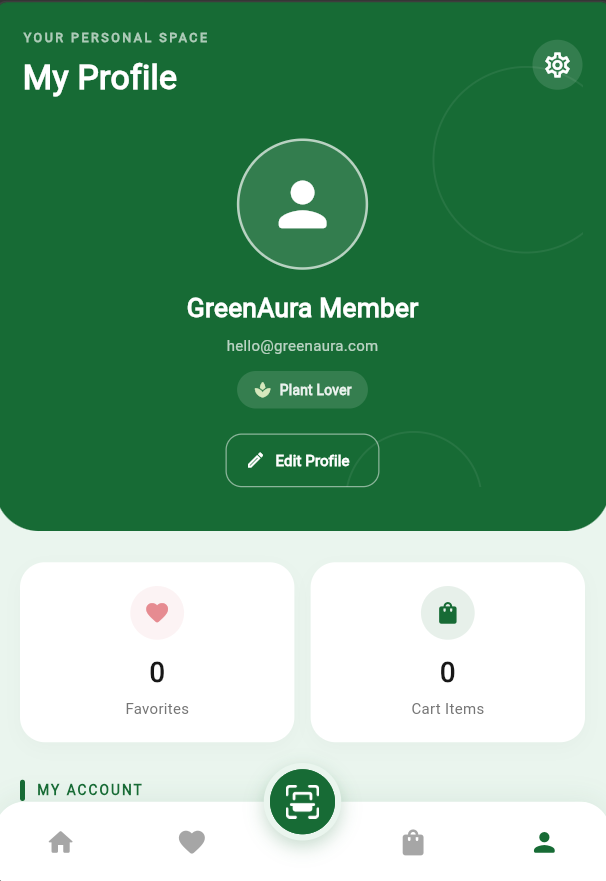 YOUR PERSONAL SPACE
My Profile
GreenAura Member
hello@greenaura.com
Plant Lover
Edit Profile
0
Favorites
0
Cart Items
MY ACCOUNT